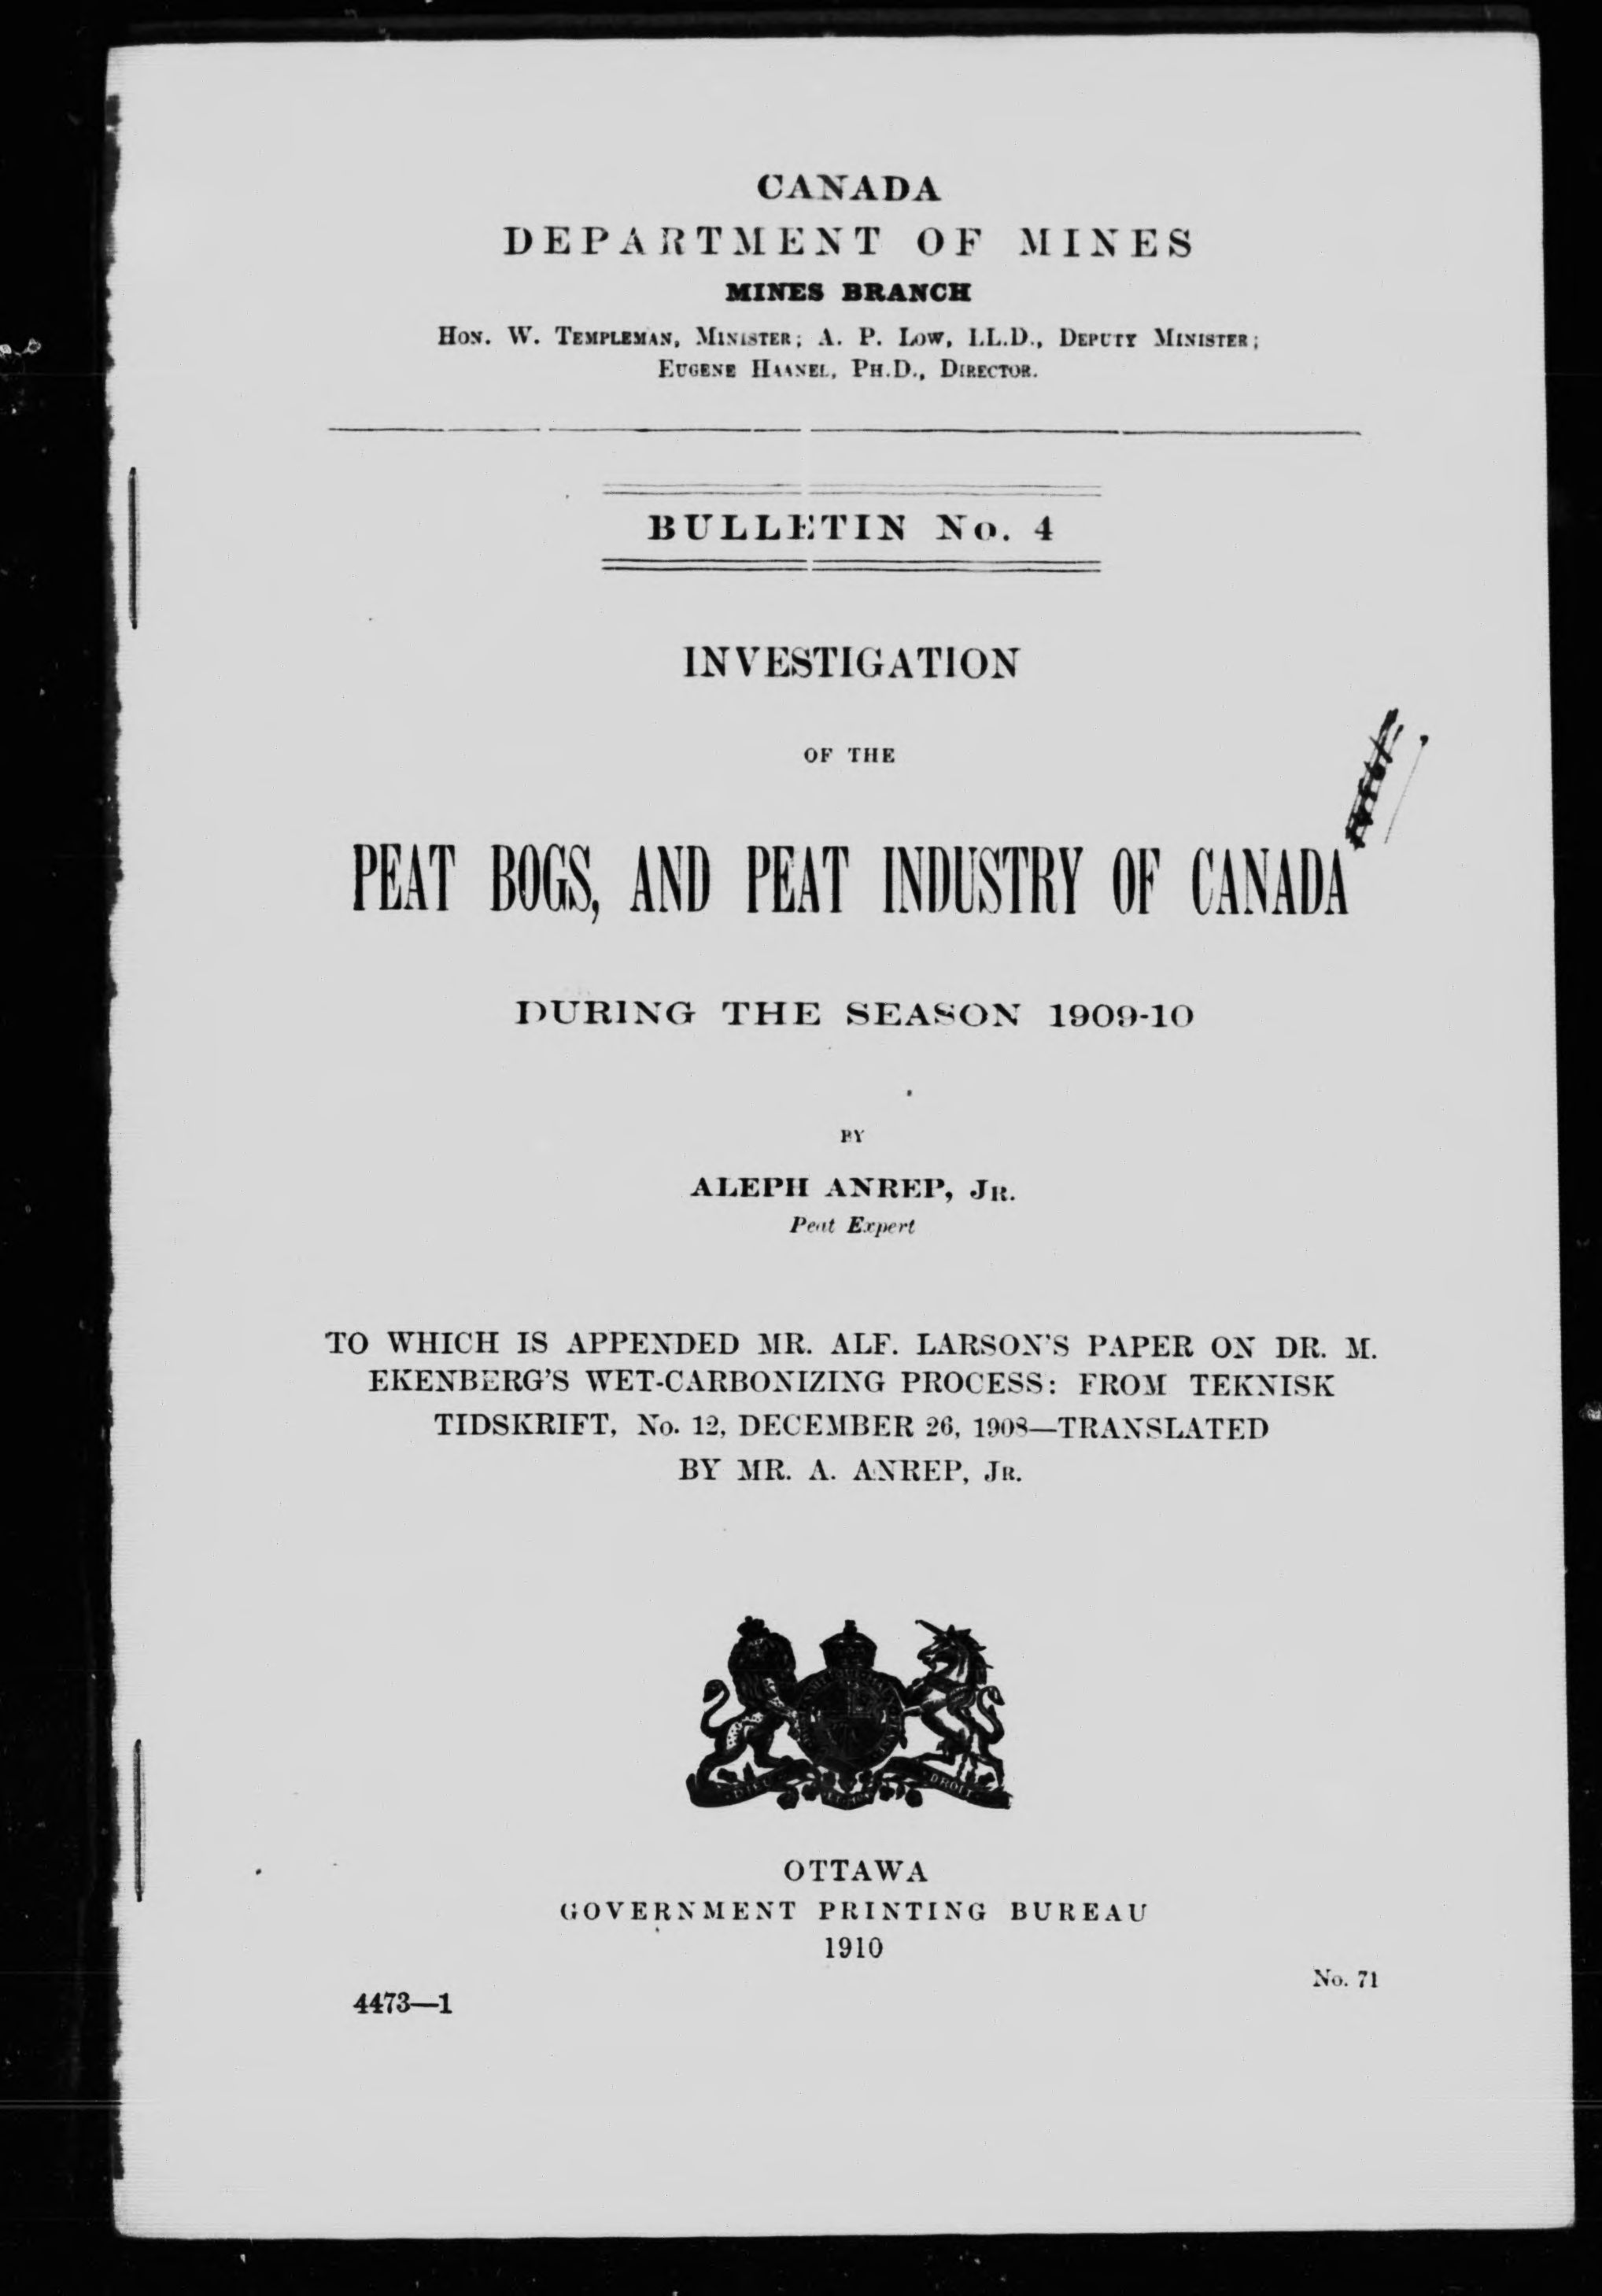 CANADA
DEPARTMENT OF MINES
MINES BRANCH
HON. W. TEMPLEMAN, MINISTER; A. P. LOW, LL.D., DEPUTY MINISTER;
EUGENE HAANEL, PH.D., DIRECTOR.
BULLETIN No. 4
INVESTIGATION
OF THE
PEAT BOGS, AND PEAT INDUSTRY OF CANADA
DURING THE SEASON 1909-10
BY
ALEPH ANREP, JR.
Peat Expert
TO WHICH IS APPENDED MR. ALF. LARSON'S PAPER ON DR. M.
EKENBERG'S WET-CARBONIZING PROCESS: FROM TEKNISK
TIDSKRIFT, No. 12, DECEMBER 26, 1908—TRANSLATED
BY MR. A. ANREP, JR.
DIEU ET MON DROIT
OTTAWA
GOVERNMENT PRINTING BUREAU
1910
No. 71
4473—1